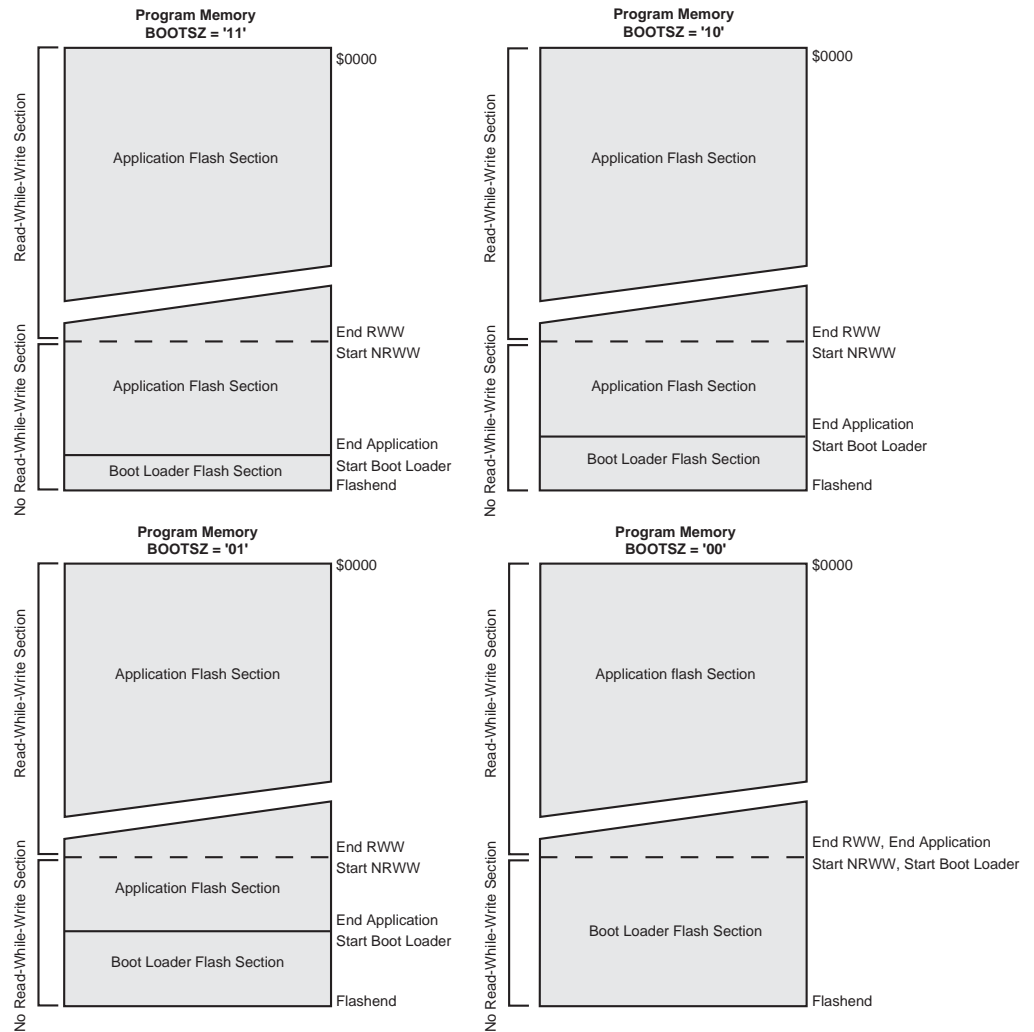 Program Memory
BOOTSZ = '11'
$0000
Read-While-Write Section
Application Flash Section
End RWW
Start NRWW
No Read-While-Write Section
Application Flash Section
End Application
Start Boot Loader
Boot Loader Flash Section
Flashend
Program Memory
BOOTSZ = '10'
$0000
Read-While-Write Section
Application Flash Section
End RWW
Start NRWW
No Read-While-Write Section
Application Flash Section
End Application
Start Boot Loader
Boot Loader Flash Section
Flashend
Program Memory
BOOTSZ = '01'
$0000
Read-While-Write Section
Application Flash Section
End RWW
Start NRWW
No Read-While-Write Section
Application Flash Section
End Application
Start Boot Loader
Boot Loader Flash Section
Flashend
Program Memory
BOOTSZ = '00'
$0000
Read-While-Write Section
Application flash Section
End RWW, End Application
Start NRWW, Start Boot Loader
No Read-While-Write Section
Boot Loader Flash Section
Flashend